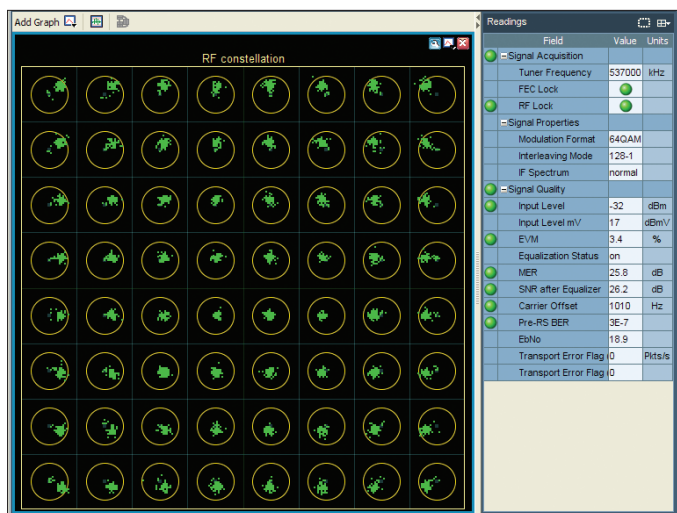 Add Graph
RF constellation
Readings
Field Value Units
Signal Acquisition
Tuner Frequency 537000 kHz
FEC Lock
RF Lock
Signal Properties
Modulation Format 64QAM
Interleaving Mode 128-1
IF Spectrum normal
Signal Quality
Input Level -32 dBm
Input Level mV 17 dBmV
EVM 3.4 %
Equalization Status on
MER 25.8 dB
SNR after Equalizer 26.2 dB
Carrier Offset 1010 Hz
Pre-RS BER 3E-7
EbNo 18.9
Transport Error Flag 0 Pkts/s
Transport Error Flag 0